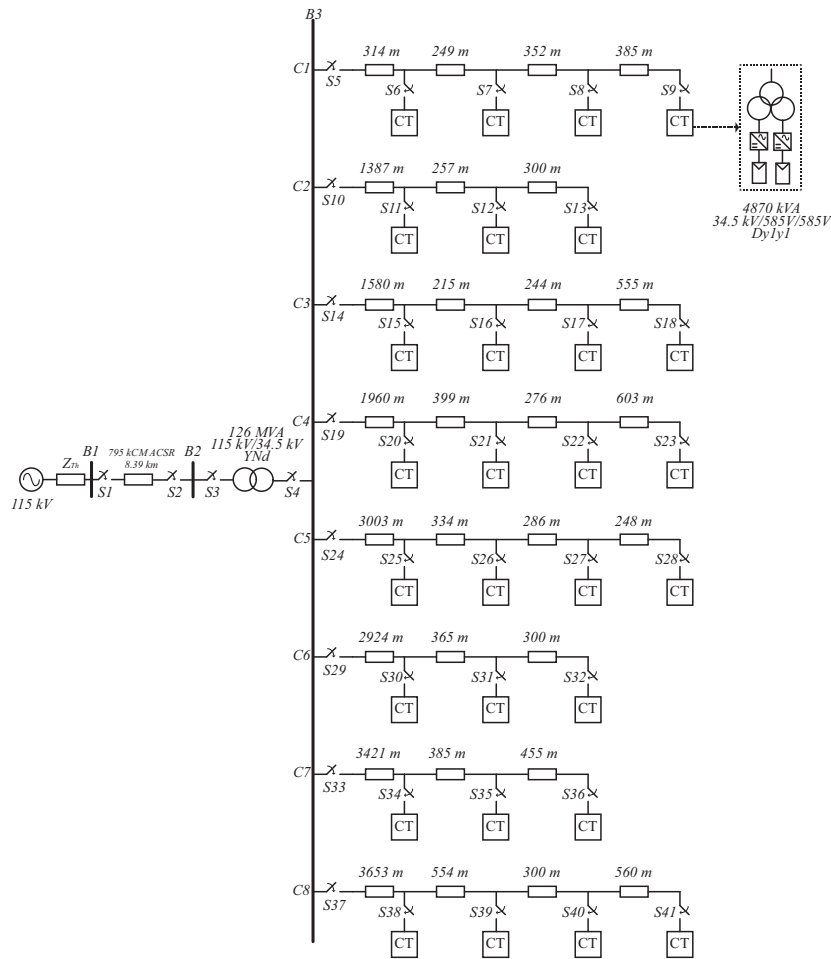 B3
314 m 249 m 352 m 385 m
C1
S5
S6 S7 S8 S9
CT CT CT CT
4870 kVA
34.5 kV/585V/585V
Dy1y1
1387 m 257 m 300 m
C2
S10
S11 S12 S13
CT CT CT
1580 m 215 m 244 m 555 m
C3
S14
S15 S16 S17 S18
CT CT CT CT
1960 m 399 m 276 m 603 m
C4
S19
S20 S21 S22 S23
CT CT CT CT
126 MVA
115 kV/34.5 kV
YNd
795 kCM ACSR
8.39 km
ZTh B1 B2
S1 S2 S3 S4
115 kV
3003 m 334 m 286 m 248 m
C5
S24
S25 S26 S27 S28
CT CT CT CT
2924 m 365 m 300 m
C6
S29
S30 S31 S32
CT CT CT
3421 m 385 m 455 m
C7
S33
S34 S35 S36
CT CT CT
3653 m 554 m 300 m 560 m
C8
S37
S38 S39 S40 S41
CT CT CT CT